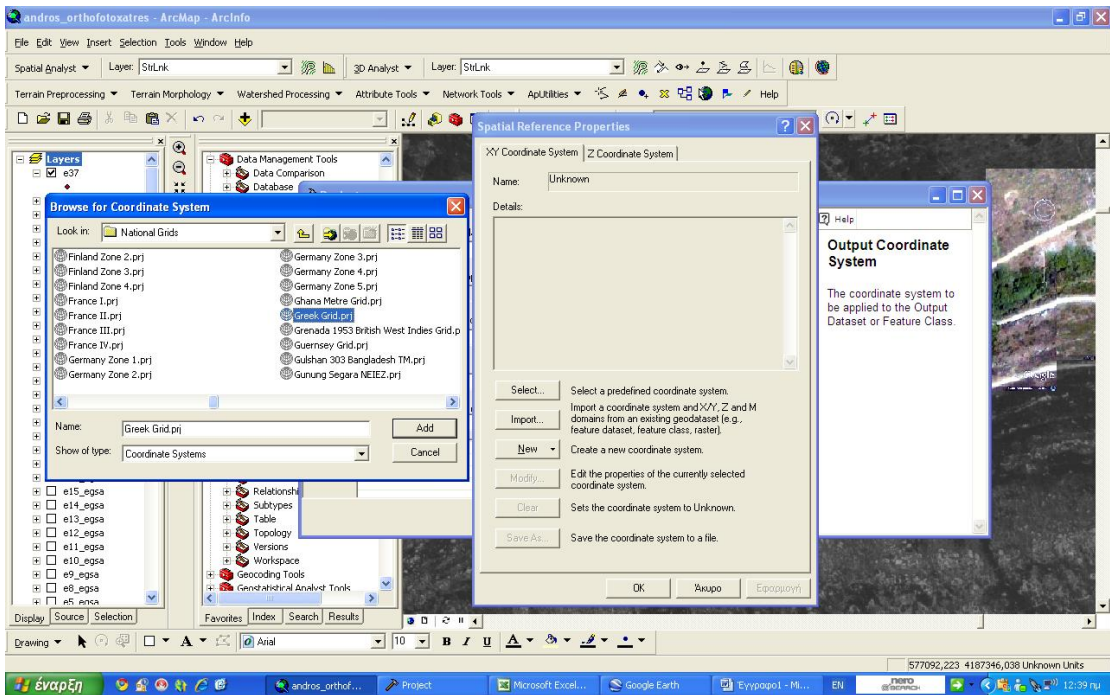 andros_orthofotoxatres - ArcMap - ArcInfo
File Edit View Insert Selection Tools Window Help
Spatial Analyst Layer: StrLnk 3D Analyst Layer: StrLnk
Terrain Preprocessing Terrain Morphology Watershed Processing Attribute Tools Network Tools ApUtilities Help
Layers
e37
e15_egsa
e14_egsa
e13_egsa
e12_egsa
e11_egsa
e10_egsa
e9_egsa
e8_egsa
e5_egsa
Display Source Selection
Data Management Tools
Data Comparison
Database
Relationshi
Subtypes
Table
Topology
Versions
Workspace
Geocoding Tools
Geostatistical Analyst Tools
Favorites Index Search Results
Browse for Coordinate System
Look in: National Grids
Finland Zone 2.prj
Finland Zone 3.prj
Finland Zone 4.prj
France I.prj
France II.prj
France III.prj
France IV.prj
Germany Zone 1.prj
Germany Zone 2.prj
Germany Zone 3.prj
Germany Zone 4.prj
Germany Zone 5.prj
Ghana Metre Grid.prj
Greek Grid.prj
Grenada 1953 British West Indies Grid.p
Guernsey Grid.prj
Gulshan 303 Bangladesh TM.prj
Gunung Segara NEIEZ.prj
Name: Greek Grid.prj Add
Show of type: Coordinate Systems Cancel
Spatial Reference Properties
XY Coordinate System Z Coordinate System
Name: Unknown
Details:
Select... Select a predefined coordinate system.
Import... Import a coordinate system and X/Y, Z and M
domains from an existing geodataset (e.g.,
feature dataset, feature class, raster).
New Create a new coordinate system.
Modify... Edit the properties of the currently selected
coordinate system.
Clear Sets the coordinate system to Unknown.
Save As... Save the coordinate system to a file.
OK Άκυρο Εφαρμογή
Help
Output Coordinate
System
The coordinate system to
be applied to the Output
Dataset or Feature Class.
Drawing A Arial 10 B I U A
577092,223 4187346,038 Unknown Units
έναρξη andros_orthof... Project Microsoft Excel... Google Earth Έγγραφο1 - Mi... EN nero SEARCH 12:39 πμ